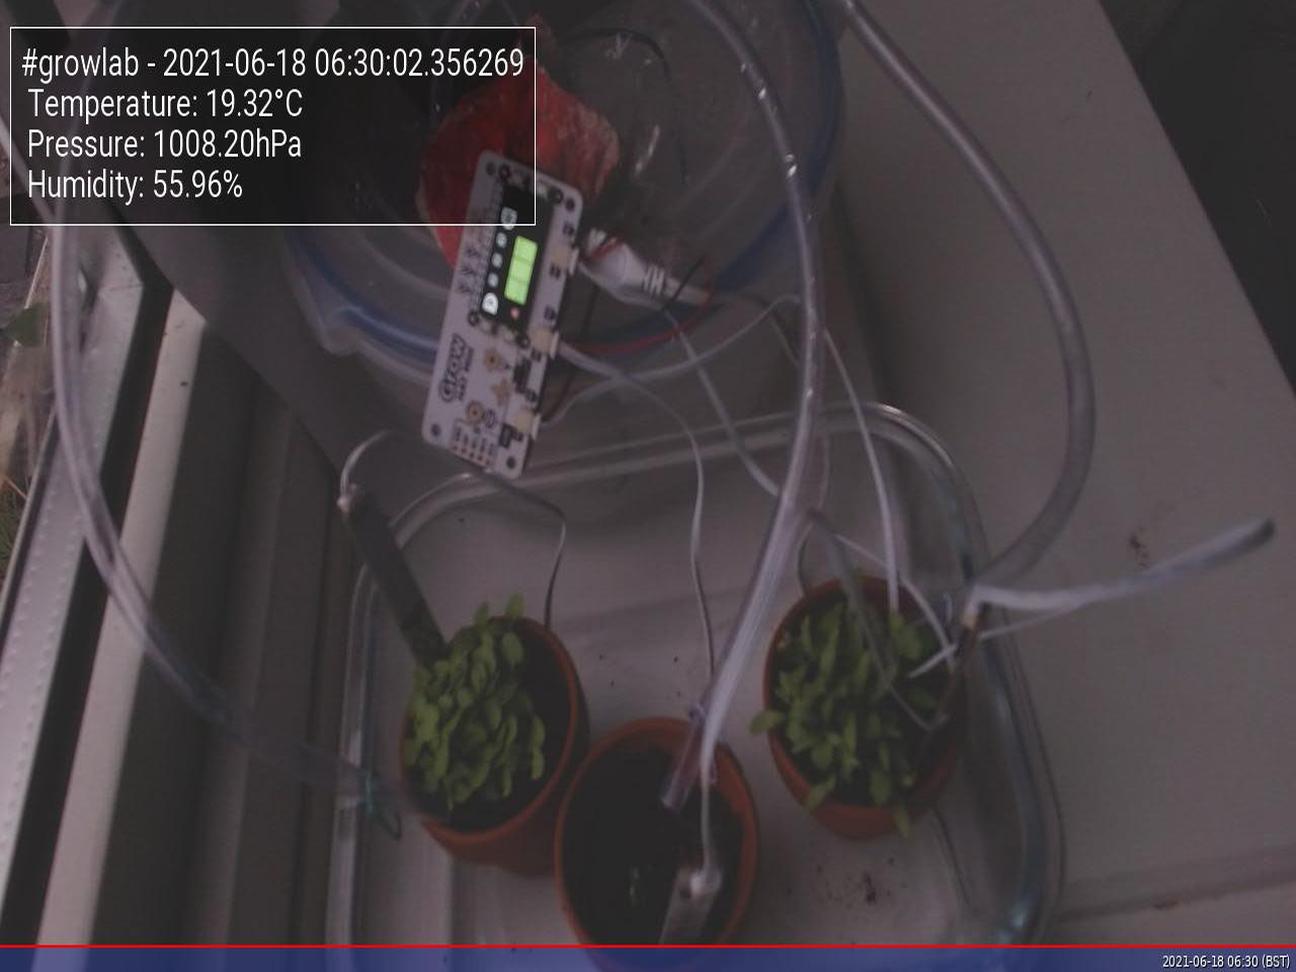 #growlab - 2021-06-18 06:30:02.356269
Temperature: 19.32°C
Pressure: 1008.20hPa
Humidity: 55.96%
GROW
2021-06-18 06:30 (BST)